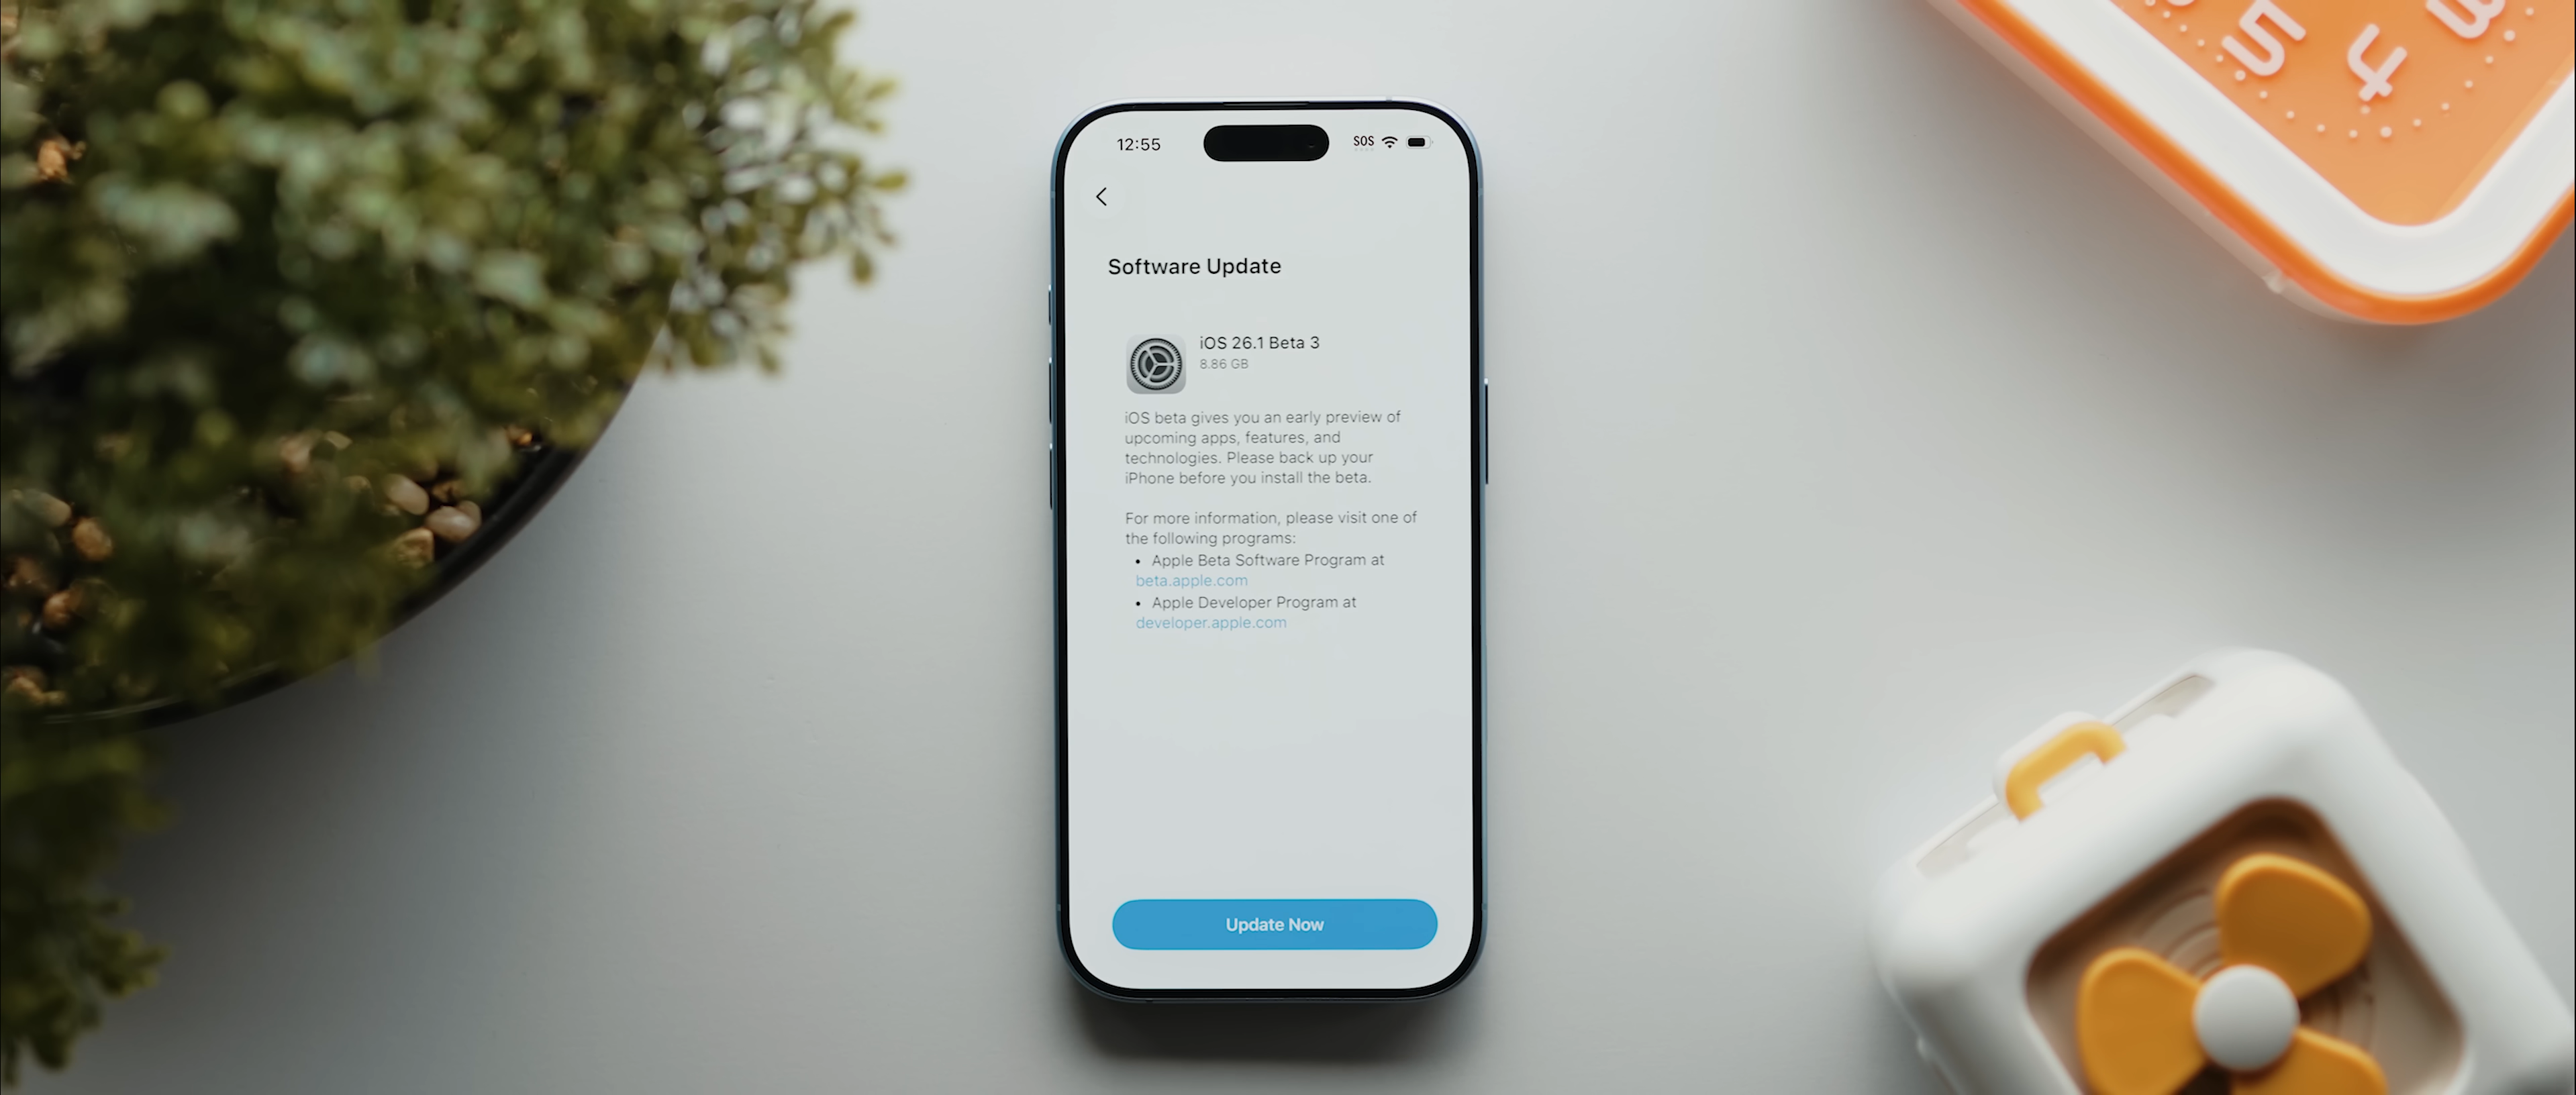 12:55 SOS
Software Update
iOS 26.1 Beta 3
8.86 GB
iOS beta gives you an early preview of
upcoming apps, features, and
technologies. Please back up your
iPhone before you install the beta.
For more information, please visit one of
the following programs:
• Apple Beta Software Program at
beta.apple.com
• Apple Developer Program at
developer.apple.com
Update Now
5 4 3